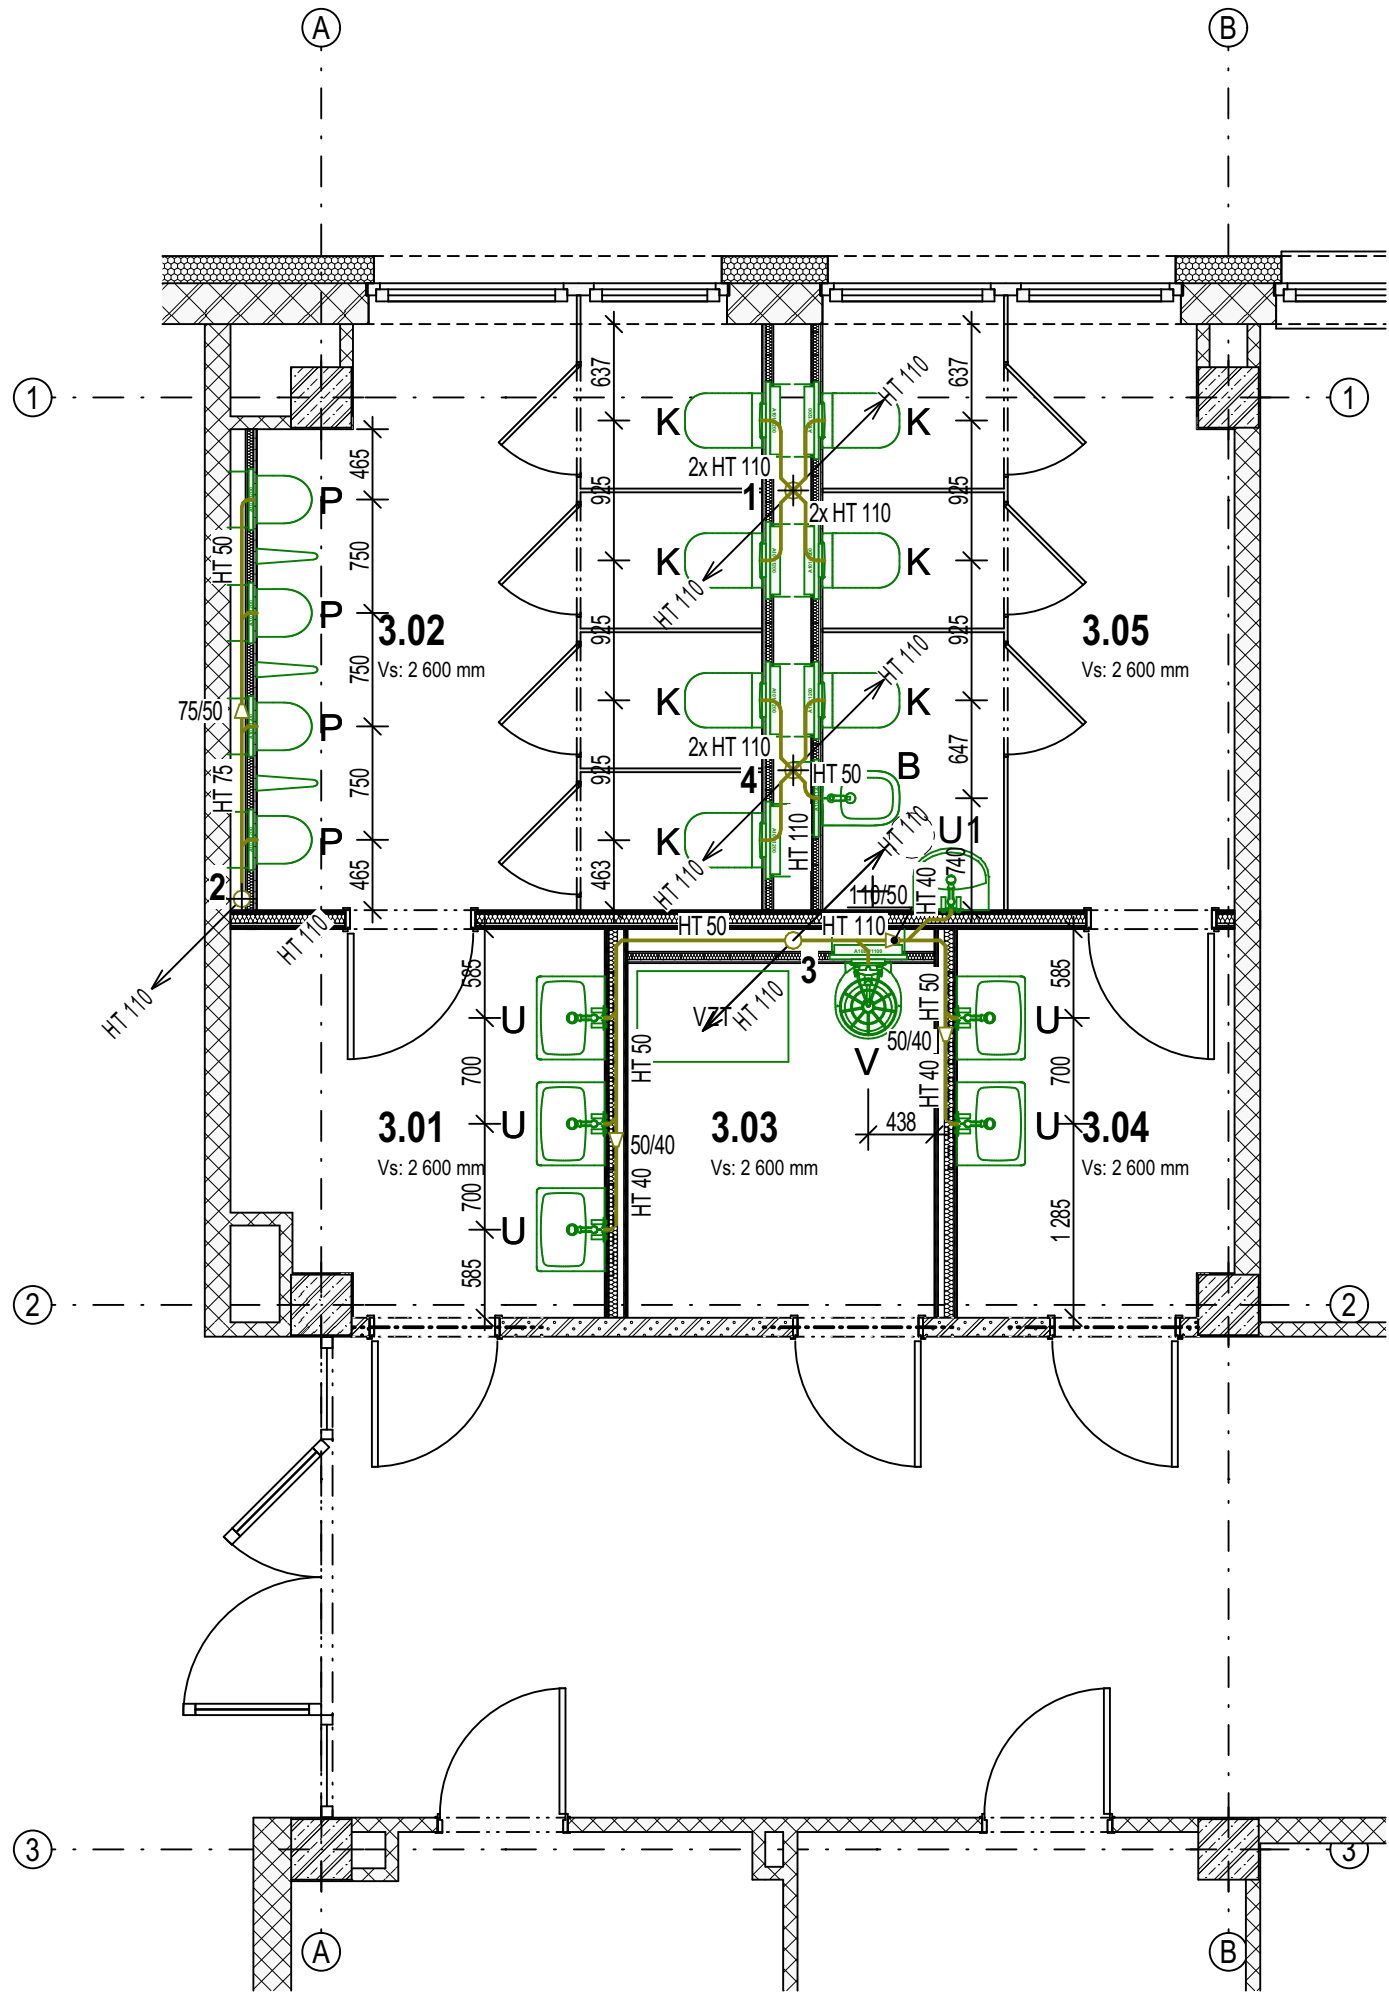 A
B
637
637
HT 110
1
1
K
K
465
2x HT 110
925
1
925
2x HT 110
P
HT 50
750
K
K
HT 110
P
3.02
Vs: 2 600 mm
925
925
3.05
Vs: 2 600 mm
HT 110
750
75/50
K
K
P
647
2x HT 110
HT 75
750
925
4
HT 50
B
HT 110
HT 110
U1
P
K
740
465
2
463
HT 110
HT 40
110/50
HT 110
HT 50
HT 110
3
HT 110
585
VZT
HT 110
HT 50
585
U
U
HT 50
50/40
V
HT 40
700
700
3.01
Vs: 2 600 mm
U
50/40
3.03
Vs: 2 600 mm
438
U
3.04
Vs: 2 600 mm
700
HT 40
U
1 285
585
2
2
3
3
A
B